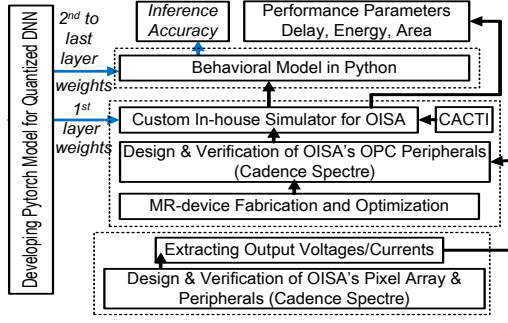 Developing Pytorch Model for Quantized DNN
2nd to
last
layer
weights
1st
layer
weights
Inference
Accuracy
Performance Parameters
Delay, Energy, Area
Behavioral Model in Python
Custom In-house Simulator for OISA
CACTI
Design & Verification of OISA's OPC Peripherals
(Cadence Spectre)
MR-device Fabrication and Optimization
Extracting Output Voltages/Currents
Design & Verification of OISA's Pixel Array &
Peripherals (Cadence Spectre)